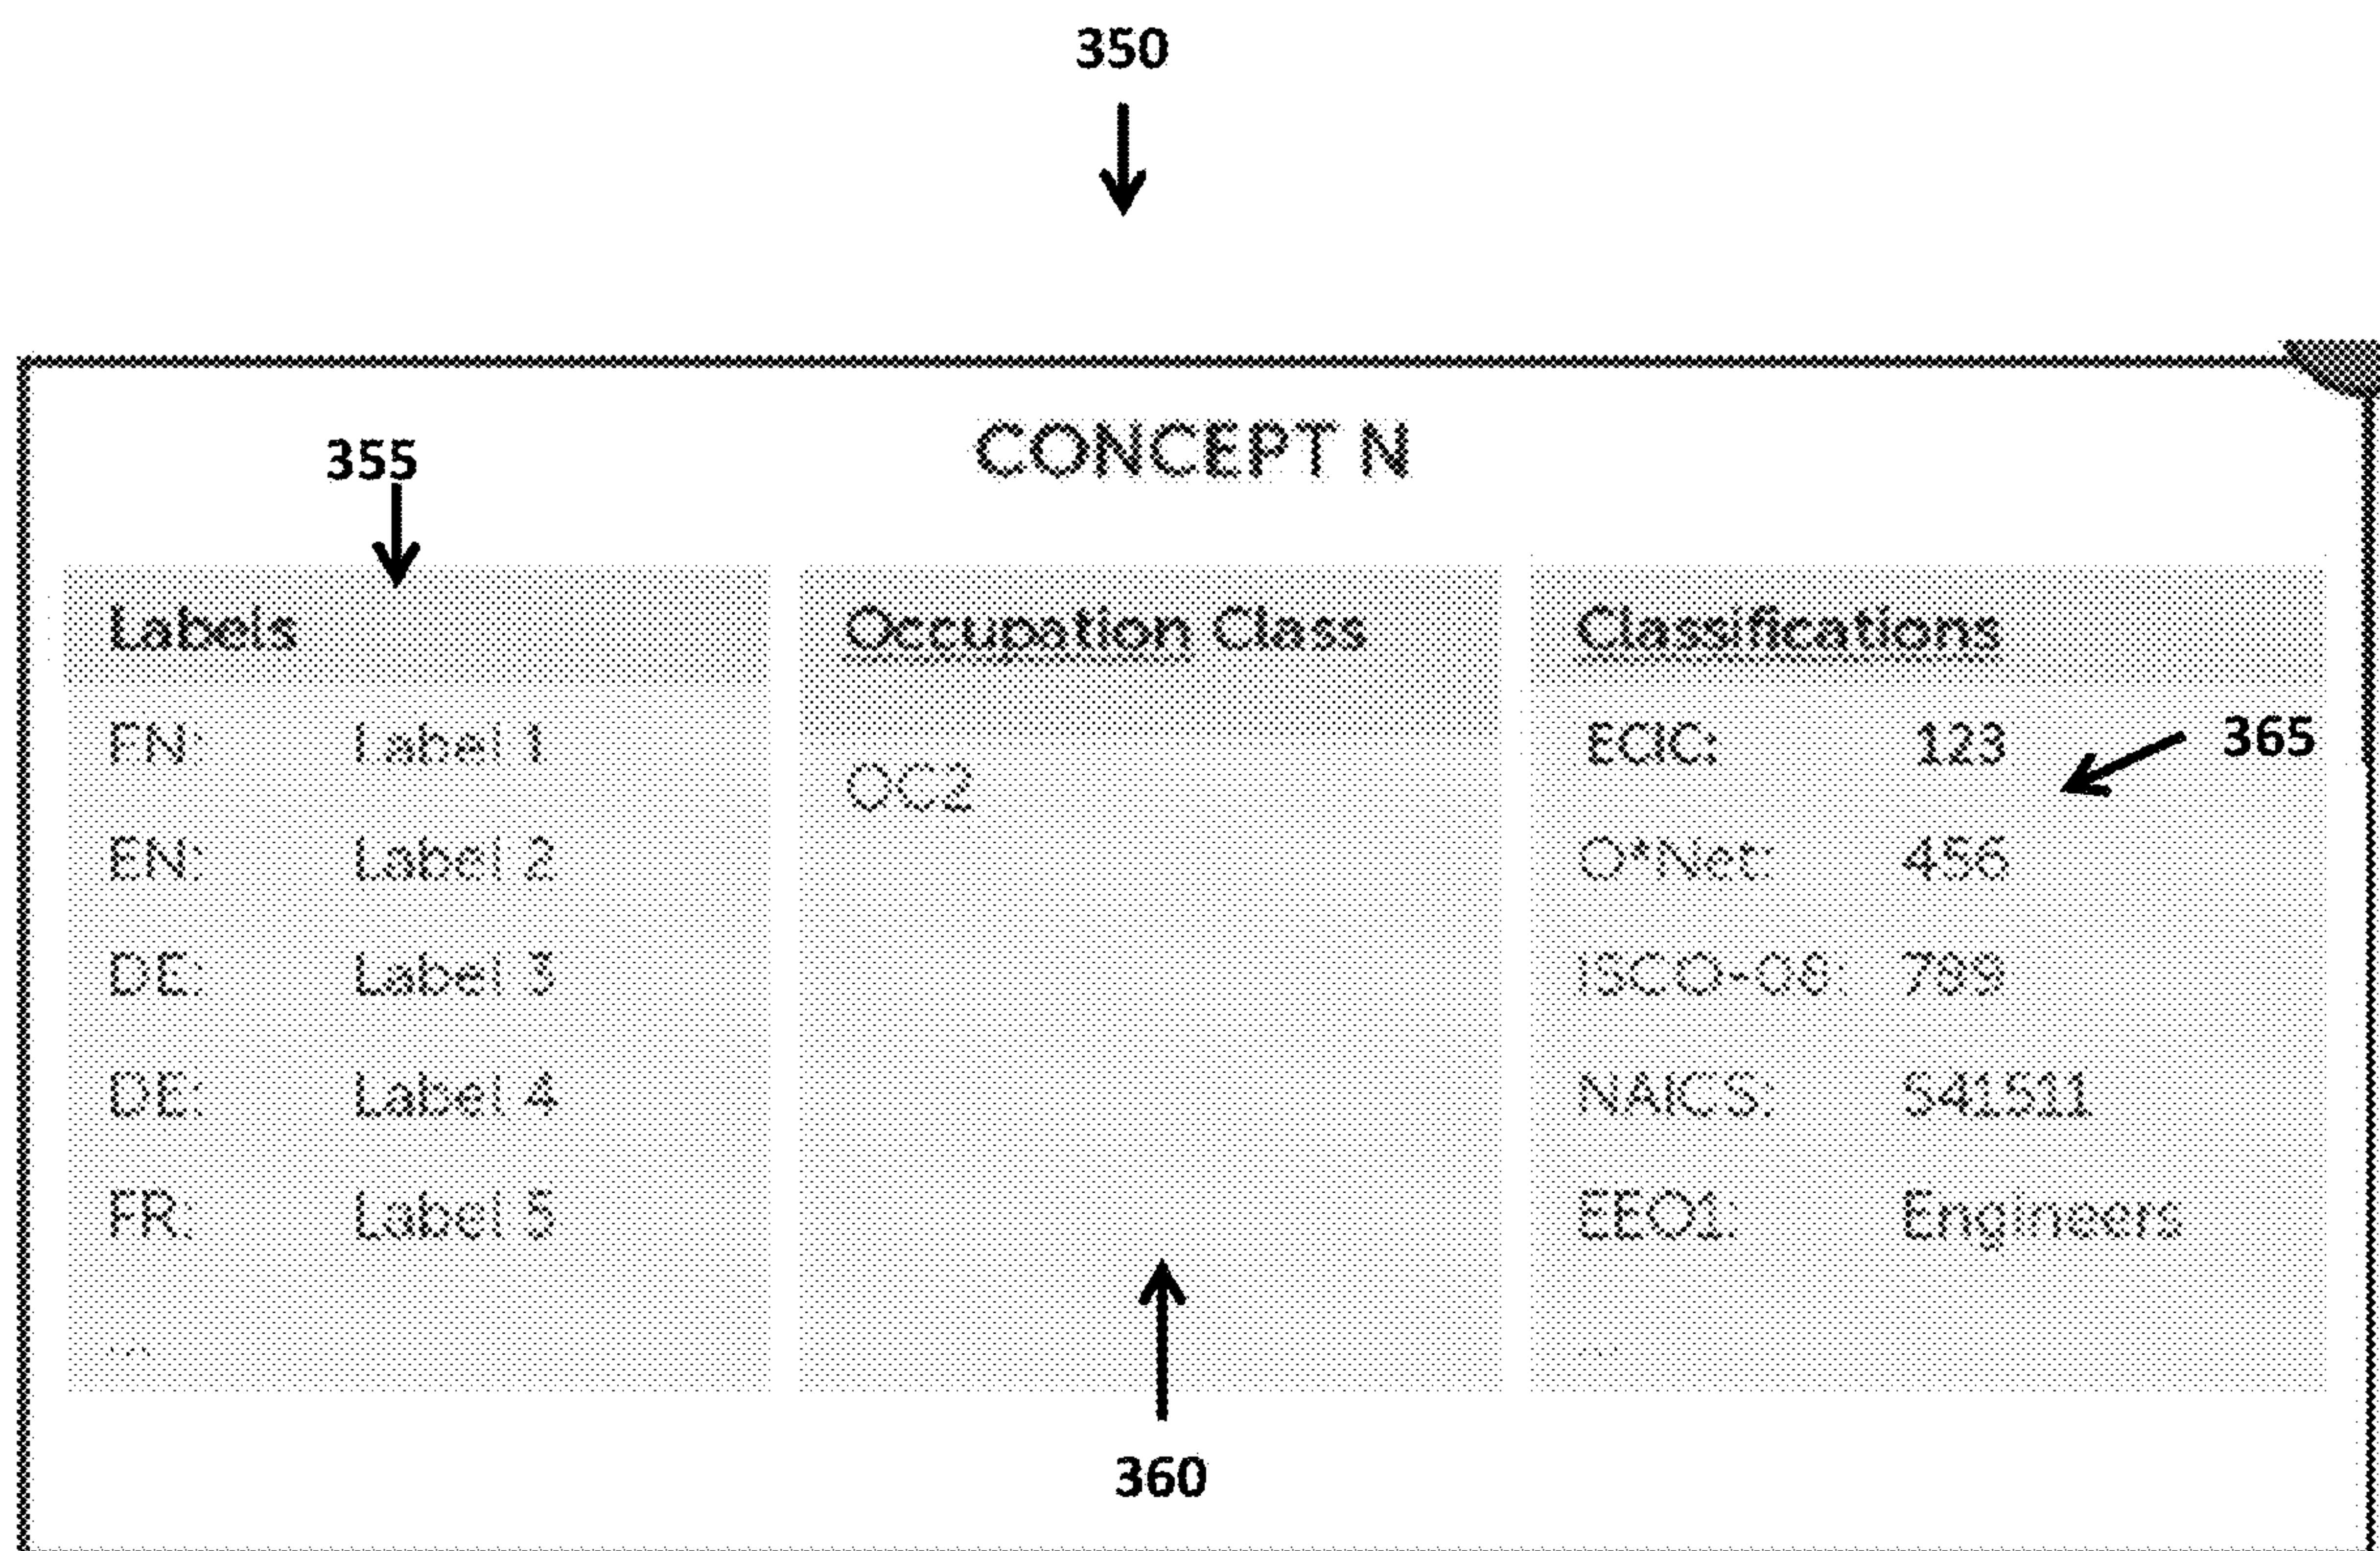 350
CONCEPT N
355
Labels
EN: Label 1
EN: Label 2
DE: Label 3
DE: Label 4
FR: Label 5
...
Occupation Class
OC2
360
Classifications
ECIC: 123
365
O*Net: 456
ISCO-08: 789
NAICS: 541511
EEO1: Engineers
...